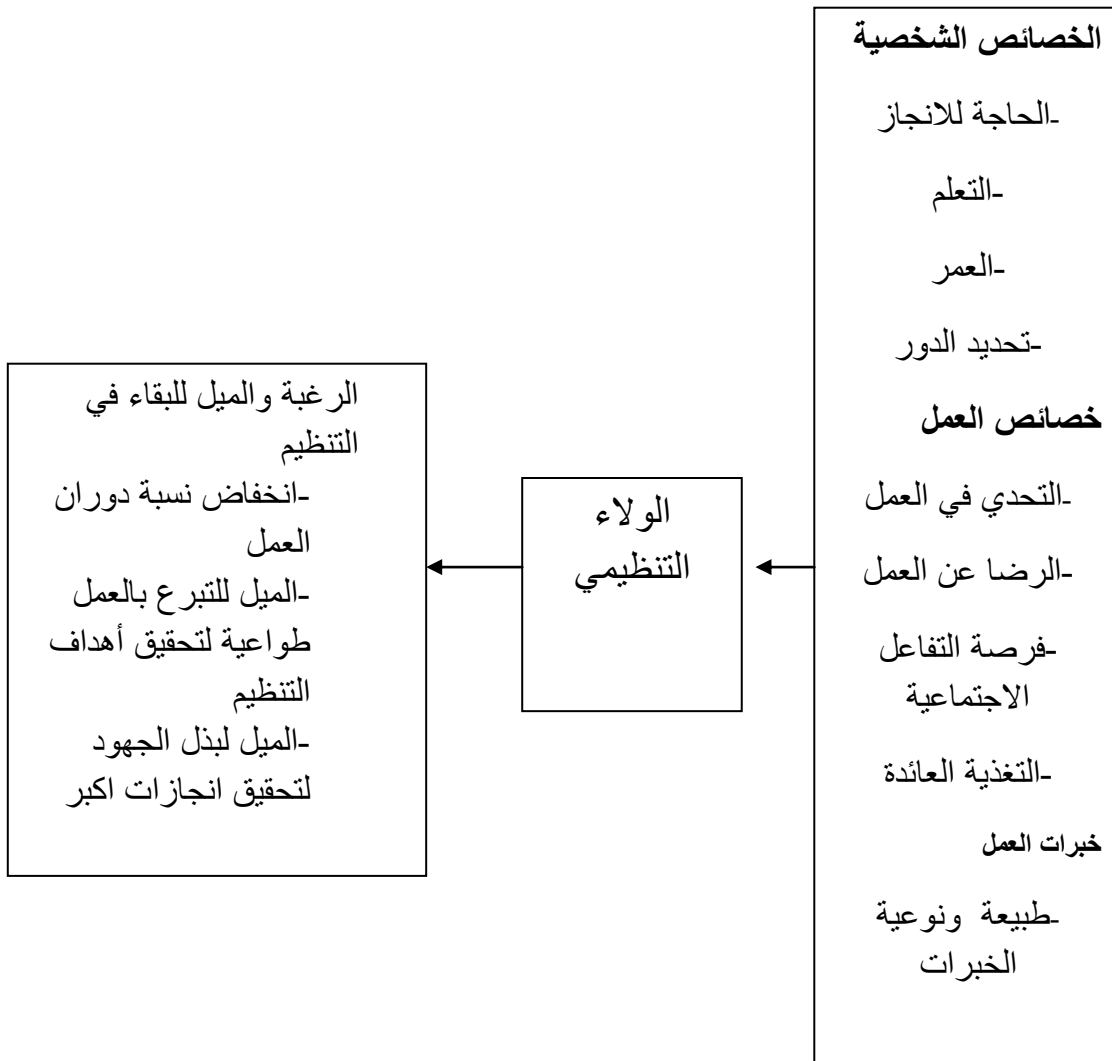 الخصائص الشخصية
-الحاجة للانجاز
-التعلم
-العمر
-تحديد الدور
خصائص العمل
-التحدي في العمل
-الرضا عن العمل
-فرصة التفاعل
الاجتماعية
-التغذية العائدة
خبرات العمل
-طبيعة ونوعية
الخبرات
الولاء
التنظيمي
الرغبة والميل للبقاء في
التنظيم
-انخفاض نسبة دوران
العمل
-الميل للتبرع بالعمل
طواعية لتحقيق أهداف
التنظيم
-الميل لبذل الجهود
لتحقيق انجازات اكبر